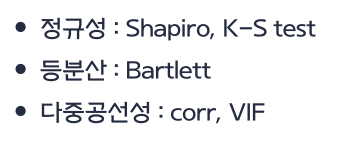 • 정규성 : Shapiro, K-S test
• 등분산 : Bartlett
• 다중공선성 : corr, VIF